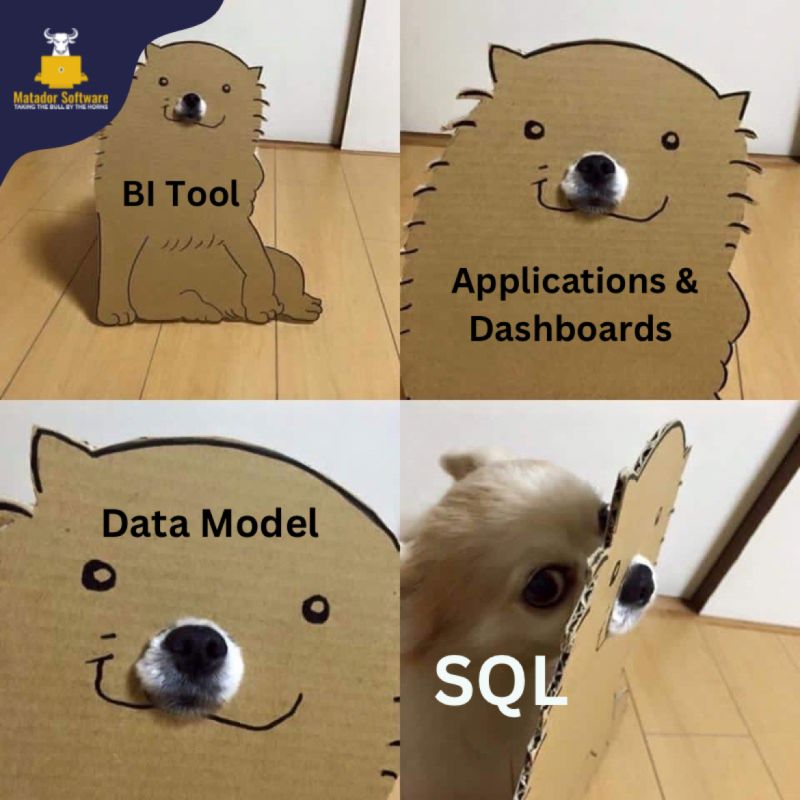 Matador Software
TAKING THE BULL BY THE HORNS
BI Tool
Applications &
Dashboards
Data Model
SQL